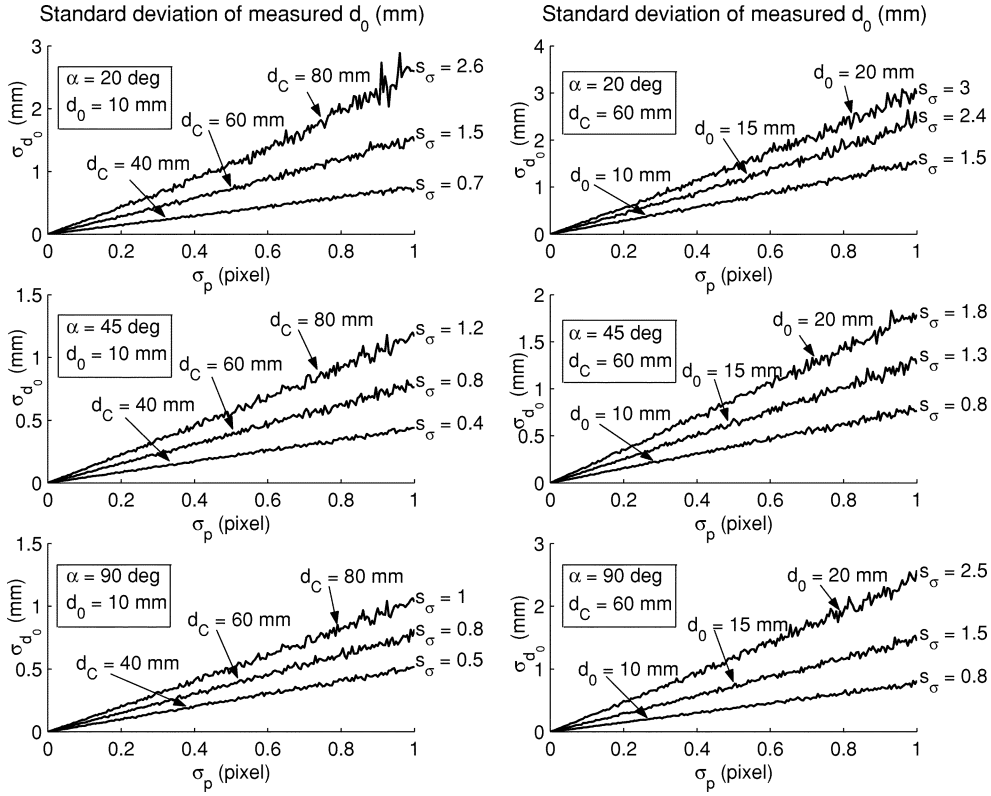 Standard deviation of measured d0 (mm)
3
2
1
0
σd0 (mm)
α = 20 deg
d0 = 10 mm
dC = 80 mm
dC = 60 mm
dC = 40 mm
sσ = 2.6
sσ = 1.5
sσ = 0.7
0 0.2 0.4 0.6 0.8 1
σp (pixel)
Standard deviation of measured d0 (mm)
4
3
2
1
0
σd0 (mm)
α = 20 deg
dC = 60 mm
d0 = 20 mm
d0 = 15 mm
d0 = 10 mm
sσ = 3
sσ = 2.4
sσ = 1.5
0 0.2 0.4 0.6 0.8 1
σp (pixel)
1.5
1
0.5
0
σd0 (mm)
α = 45 deg
d0 = 10 mm
dC = 80 mm
dC = 60 mm
dC = 40 mm
sσ = 1.2
sσ = 0.8
sσ = 0.4
0 0.2 0.4 0.6 0.8 1
σp (pixel)
2
1.5
1
0.5
0
σd0 (mm)
α = 45 deg
dC = 60 mm
d0 = 20 mm
d0 = 15 mm
d0 = 10 mm
sσ = 1.8
sσ = 1.3
sσ = 0.8
0 0.2 0.4 0.6 0.8 1
σp (pixel)
1.5
1
0.5
0
σd0 (mm)
α = 90 deg
d0 = 10 mm
dC = 80 mm
dC = 60 mm
dC = 40 mm
sσ = 1
sσ = 0.8
sσ = 0.5
0 0.2 0.4 0.6 0.8 1
σp (pixel)
3
2
1
0
σd0 (mm)
α = 90 deg
dC = 60 mm
d0 = 20 mm
d0 = 15 mm
d0 = 10 mm
sσ = 2.5
sσ = 1.5
sσ = 0.8
0 0.2 0.4 0.6 0.8 1
σp (pixel)